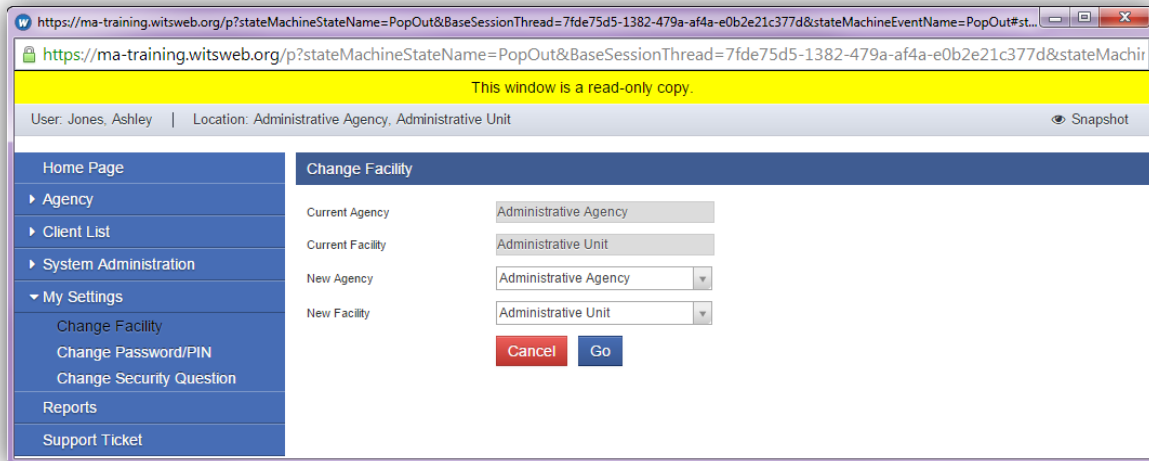 https://ma-training.witsweb.org/p?stateMachineStateName=PopOut&BaseSessionThread=7fde75d5-1382-479a-af4a-e0b2e21c377d&stateMachineEventName=PopOut#st...
https://ma-training.witsweb.org/p?stateMachineStateName=PopOut&BaseSessionThread=7fde75d5-1382-479a-af4a-e0b2e21c377d&stateMachin
This window is a read-only copy.
User: Jones, Ashley | Location: Administrative Agency, Administrative Unit Snapshot
Home Page
Agency
Client List
System Administration
My Settings
Change Facility
Change Password/PIN
Change Security Question
Reports
Support Ticket
Change Facility
Current Agency Administrative Agency
Current Facility Administrative Unit
New Agency Administrative Agency
New Facility Administrative Unit
Cancel Go